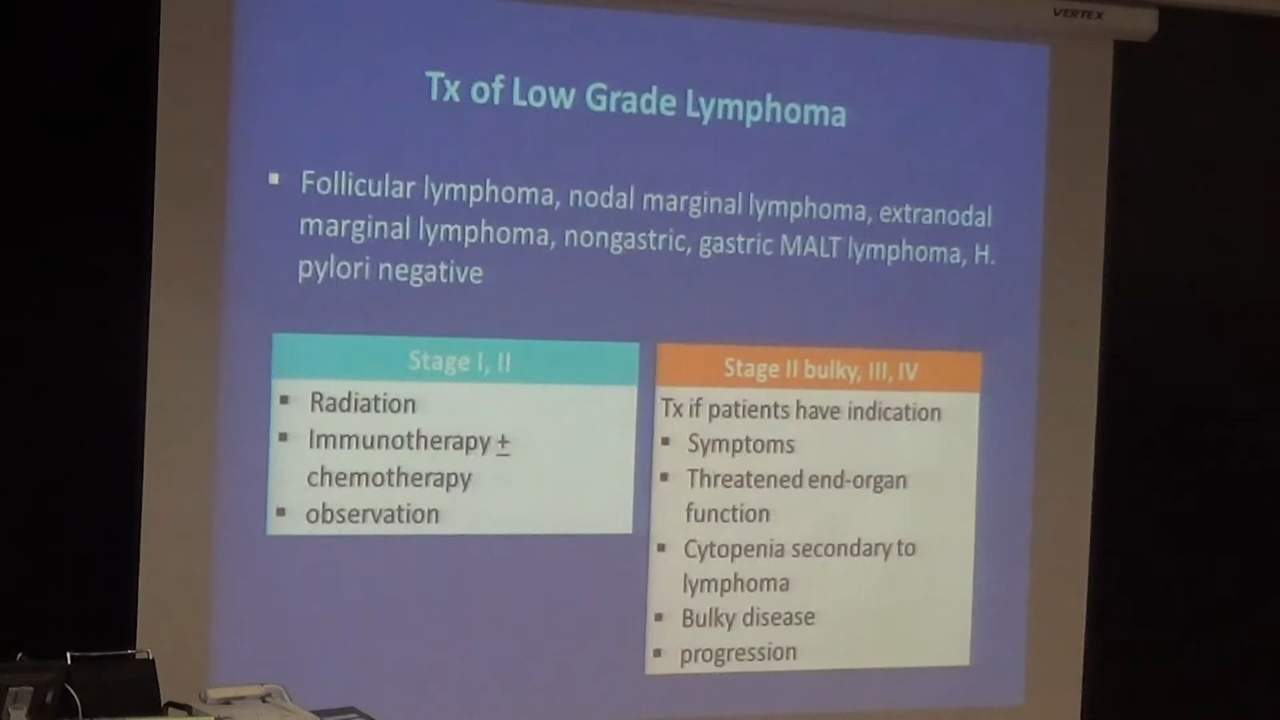 VERTEX
Tx of Low Grade Lymphoma
▪ Follicular lymphoma, nodal marginal lymphoma, extranodal
marginal lymphoma, nongastric, gastric MALT lymphoma, H.
pylori negative
Stage I, II
▪ Radiation
▪ Immunotherapy ±
chemotherapy
▪ observation
Stage II bulky, III, IV
Tx if patients have indication
▪ Symptoms
▪ Threatened end-organ
function
▪ Cytopenia secondary to
lymphoma
▪ Bulky disease
▪ progression